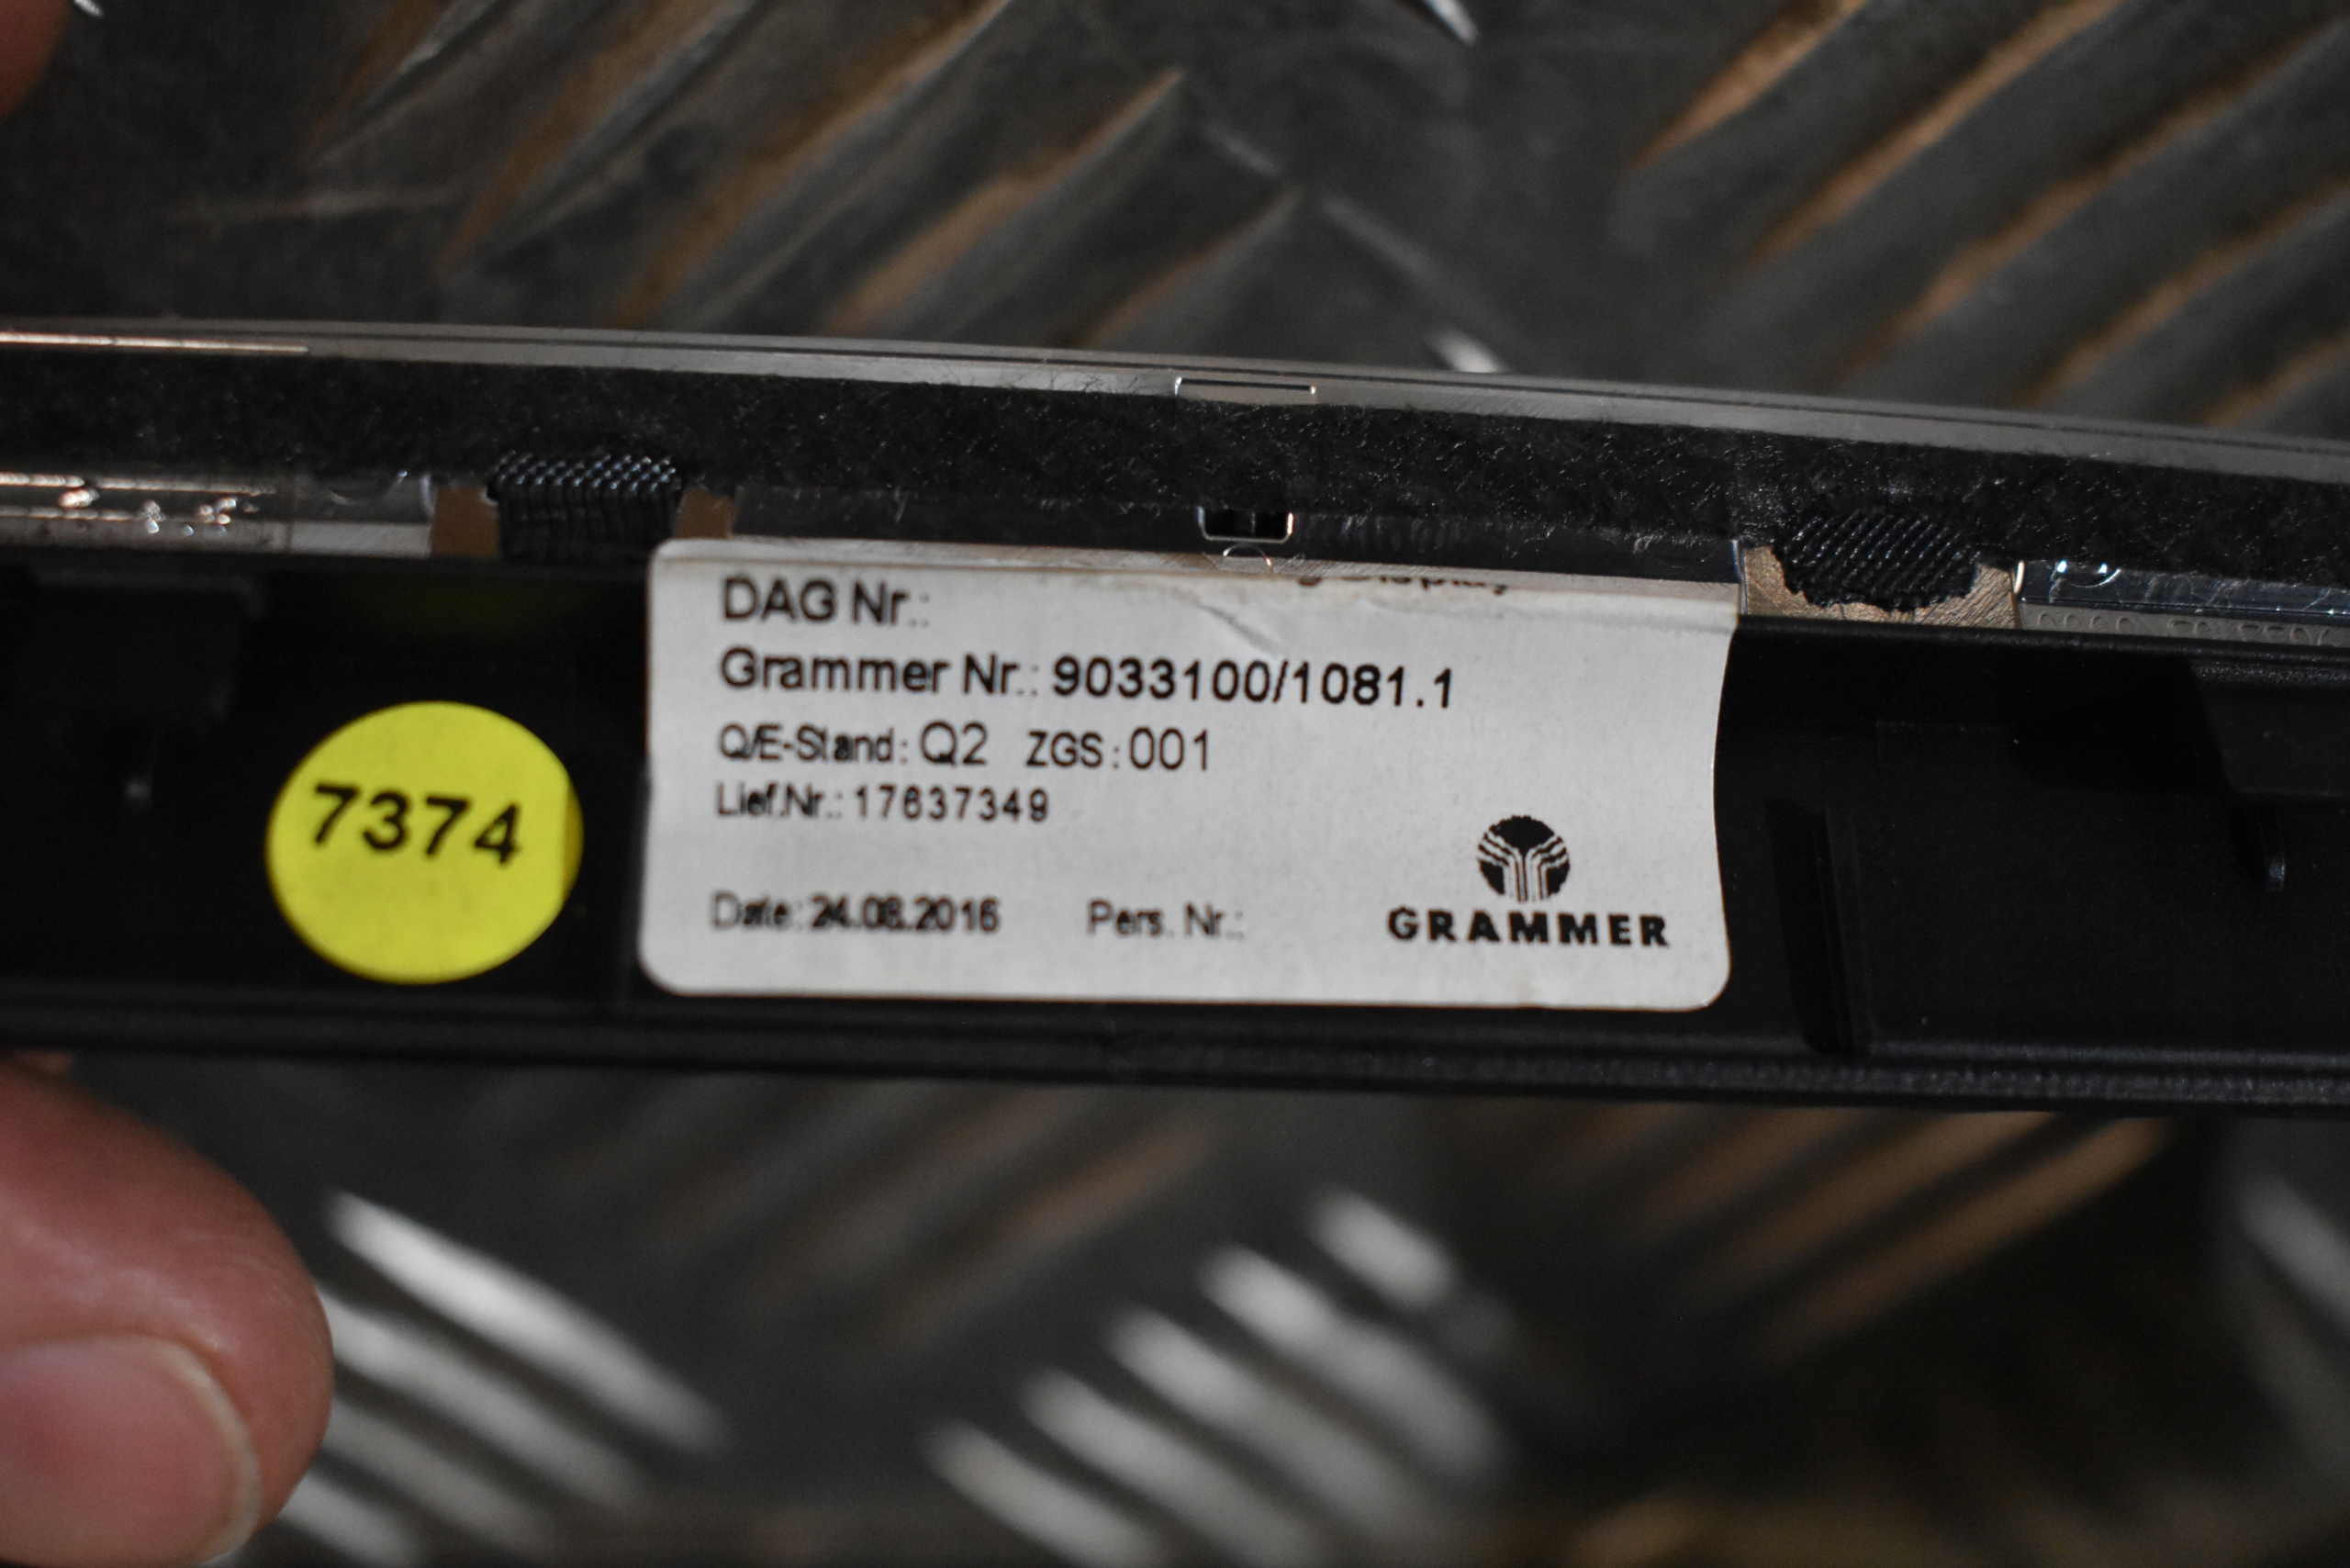 Display
DAG Nr.:
Grammer Nr.: 9033100/1081.1
Q/E-Stand: Q2 ZGS: 001
Lief.Nr.: 17637349
Date: 24.08.2016 Pers. Nr.:
GRAMMER
7374